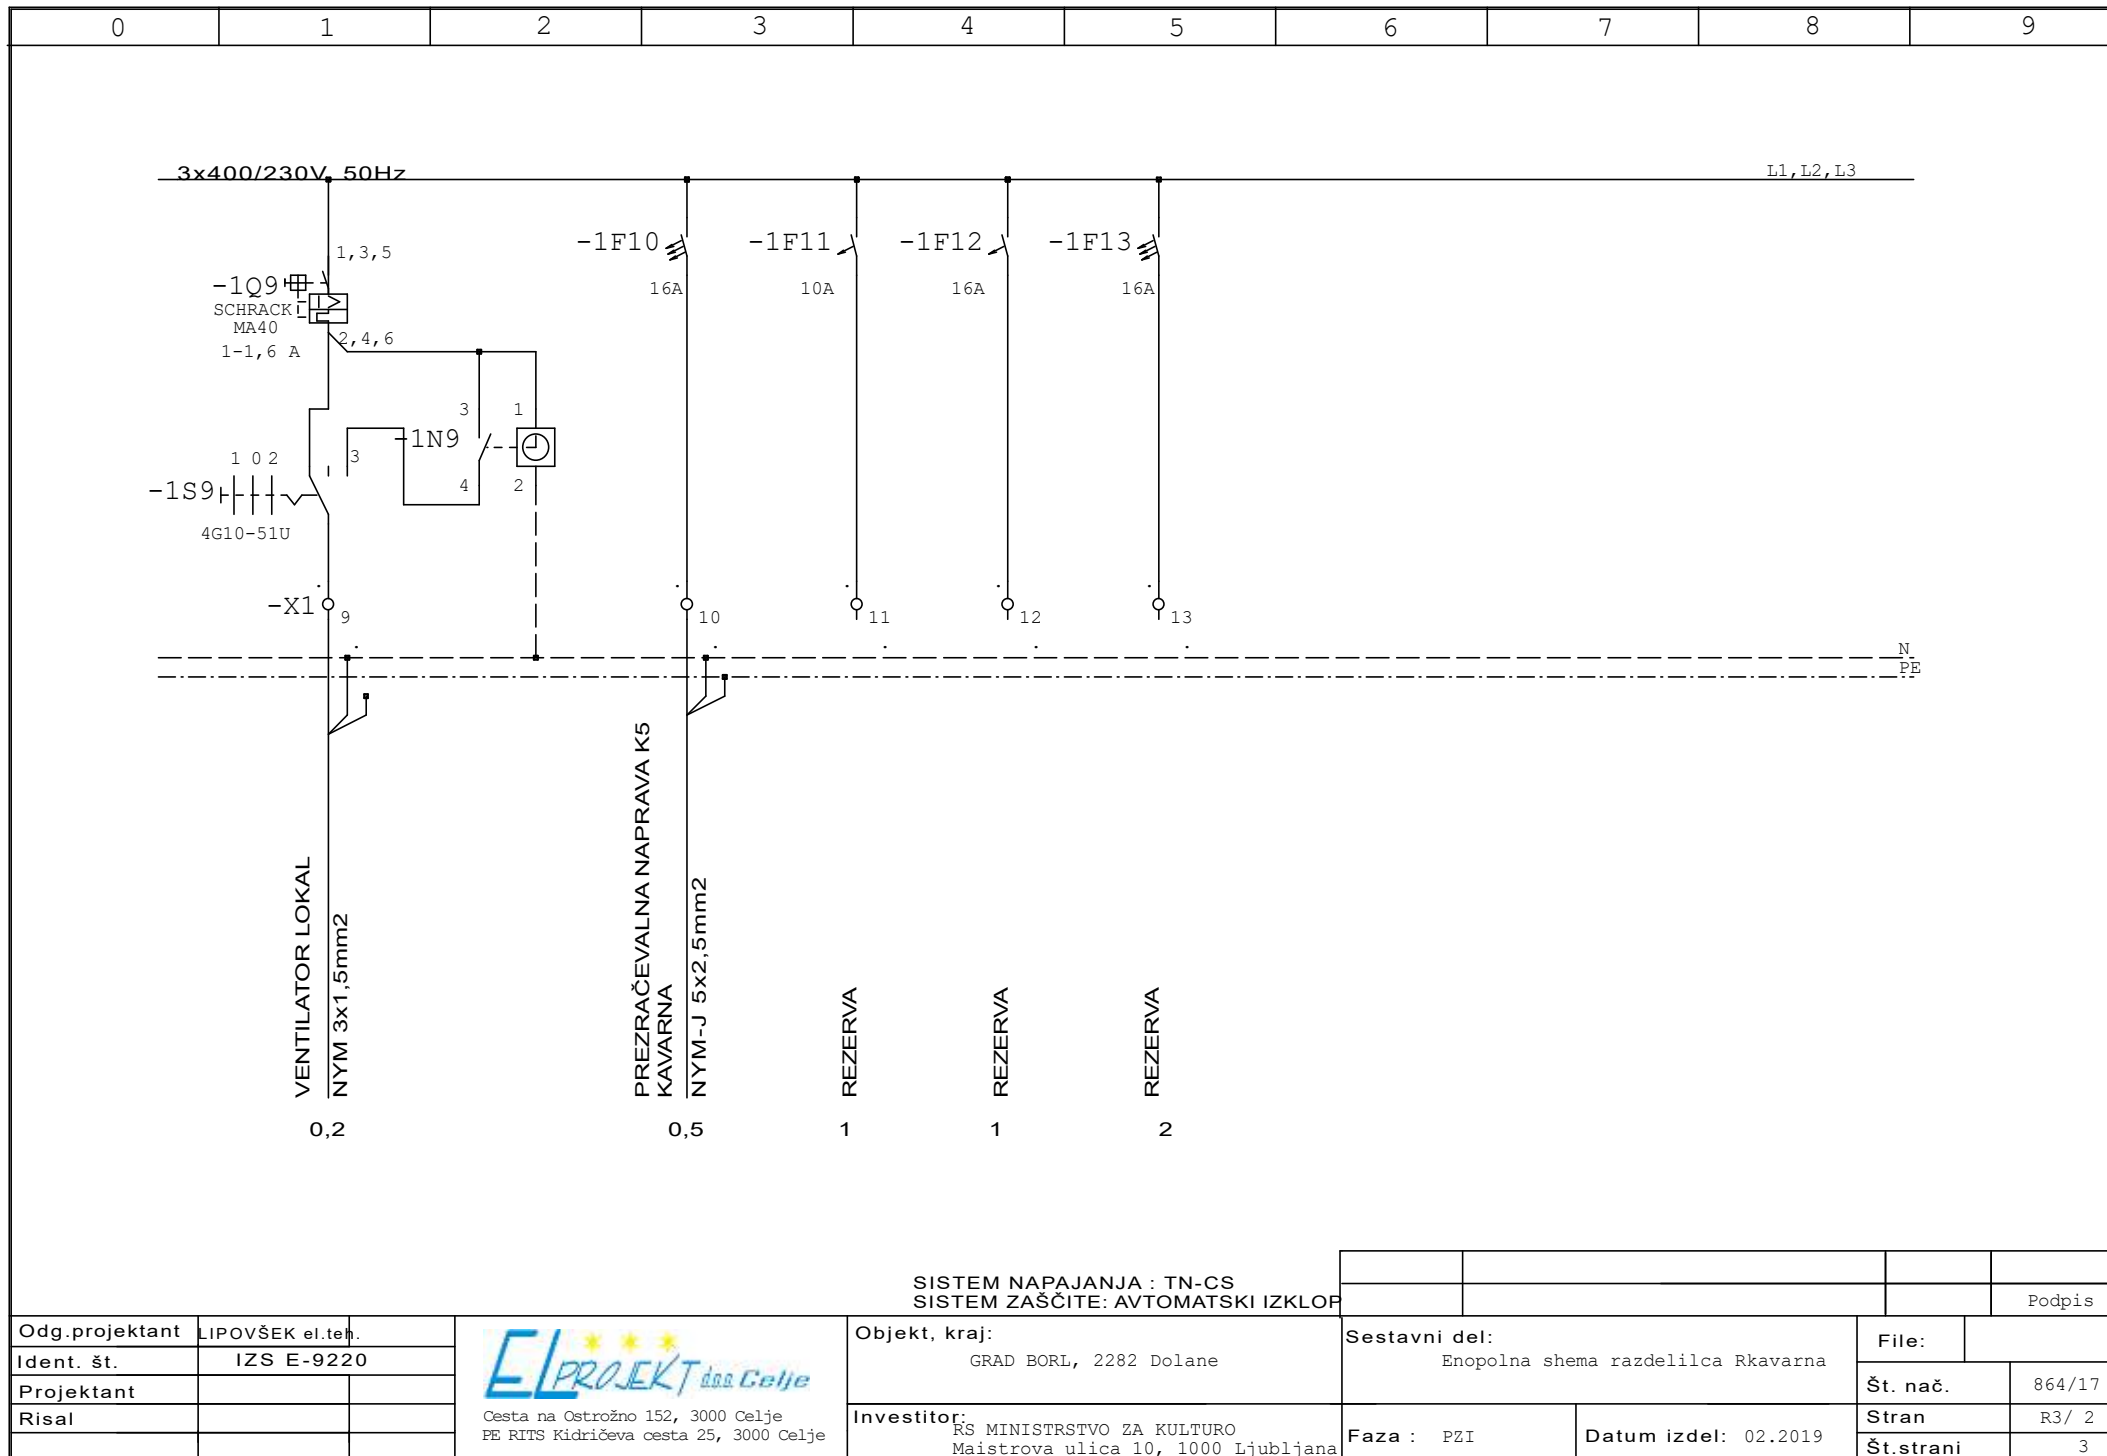 0 1 2 3 4 5 6 7 8 9
3x400/230V, 50Hz
L1,L2,L3
1,3,5
-1Q9
SCHRACK
MA40
1-1,6 A
2,4,6
-1F10
16A
-1F11
10A
-1F12
16A
-1F13
16A
3 1
-1N9
4 2
1 0 2
3
-1S9
4G10-51U
-X1
9
10
11
12
13
N
PE
VENTILATOR LOKAL
NYM 3x1,5mm2
0,2
PREZRAČEVALNA NAPRAVA K5
KAVARNA
NYM-J 5x2,5mm2
0,5
REZERVA
1
REZERVA
1
REZERVA
2
SISTEM NAPAJANJA : TN-CS
SISTEM ZAŠČITE: AVTOMATSKI IZKLOP
Podpis
Odg.projektant LIPOVŠEK el.teh.
Ident. št. IZS E-9220
Projektant
Risal
ELPROJEKT d.o.o. Celje
Cesta na Ostrožno 152, 3000 Celje
PE RITS Kidričeva cesta 25, 3000 Celje
Objekt, kraj:
GRAD BORL, 2282 Dolane
Investitor:
RS MINISTRSTVO ZA KULTURO
Maistrova ulica 10, 1000 Ljubljana
Sestavni del:
Enopolna shema razdelilca Rkavarna
Faza : PZI
Datum izdel: 02.2019
File:
Št. nač. 864/17
Stran R3/ 2
Št.strani 3